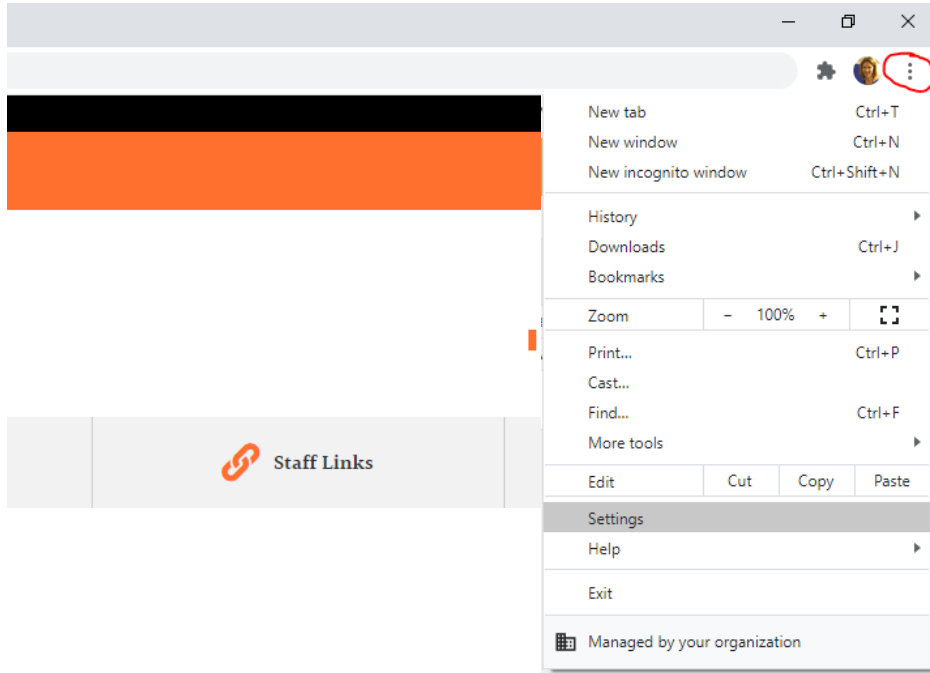 New tab Ctrl+T
New window Ctrl+N
New incognito window Ctrl+Shift+N
History
Downloads Ctrl+J
Bookmarks
Zoom - 100% +
Print... Ctrl+P
Cast...
Find... Ctrl+F
More tools
Staff Links
Edit Cut Copy Paste
Settings
Help
Exit
Managed by your organization